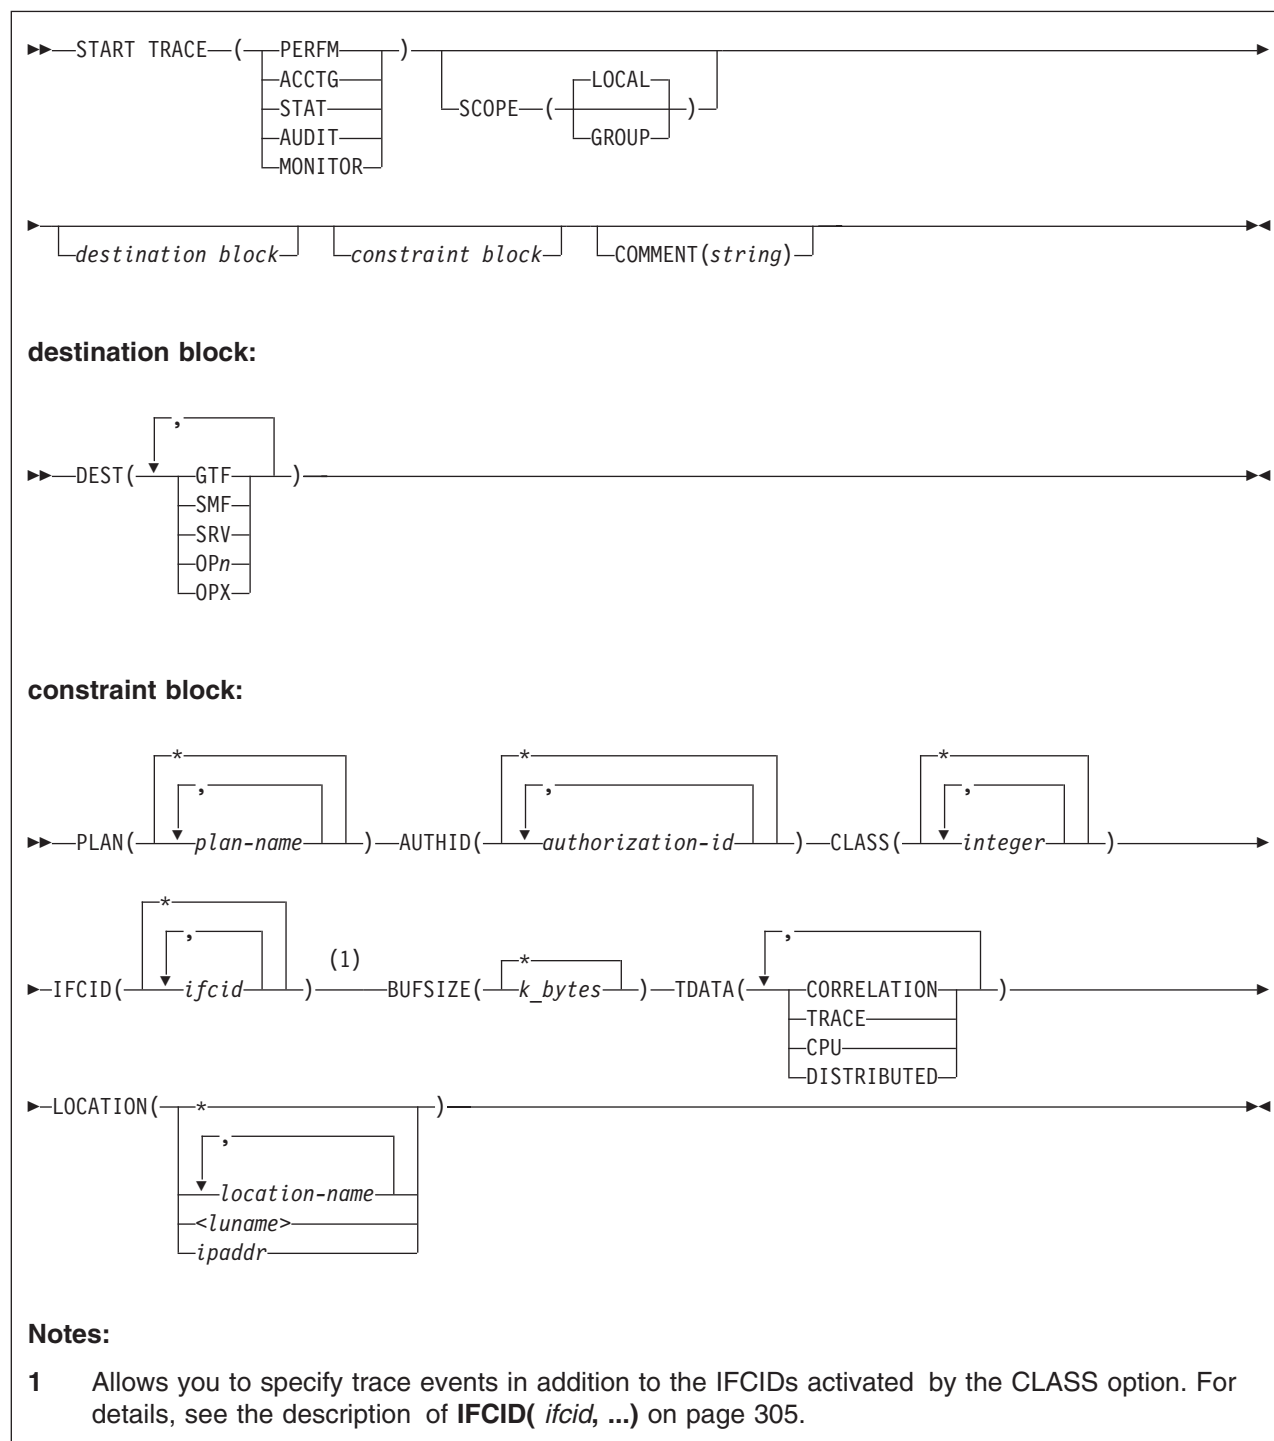 START TRACE ( PERFM )
ACCTG
STAT
AUDIT
MONITOR
SCOPE ( LOCAL )
GROUP
destination block
constraint block
COMMENT(string)
destination block:
,
DEST( GTF )
SMF
SRV
OPn
OPX
constraint block:
* * *
, , ,
PLAN( plan-name ) AUTHID( authorization-id ) CLASS( integer )
*
, ,
(1) *
IFCID( ifcid ) BUFSIZE( k_bytes ) TDATA( CORRELATION )
TRACE
CPU
DISTRIBUTED
LOCATION( * )
,
location-name
<luname>
ipaddr
Notes:
1 Allows you to specify trace events in addition to the IFCIDs activated by the CLASS option. For
details, see the description of IFCID( ifcid, ...) on page 305.